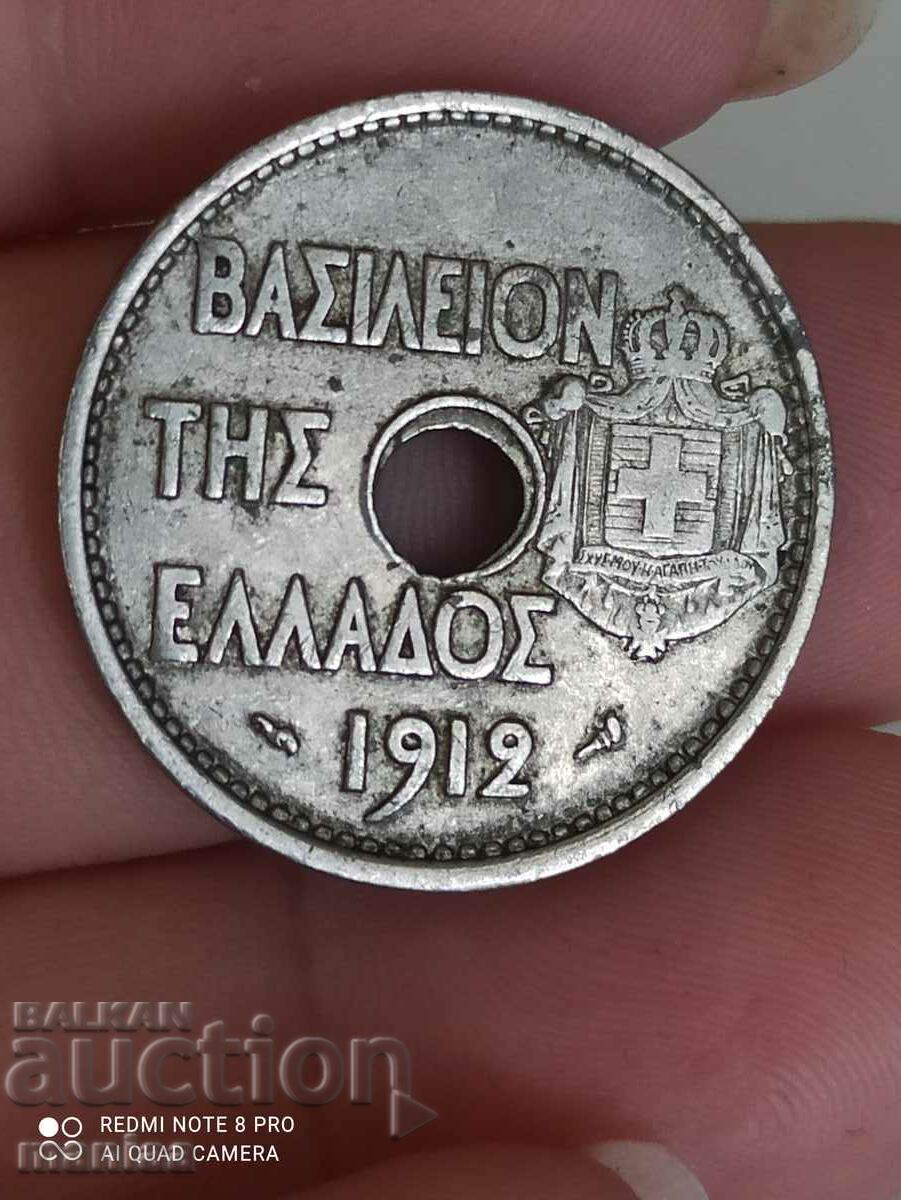 ΒΑΣΙΛΕΙΟΝ
ΤΗΣ
ΕΛΛΑΔΟΣ
1912
BALKAN
auction
REDMI NOTE 8 PRO
AI QUAD CAMERA